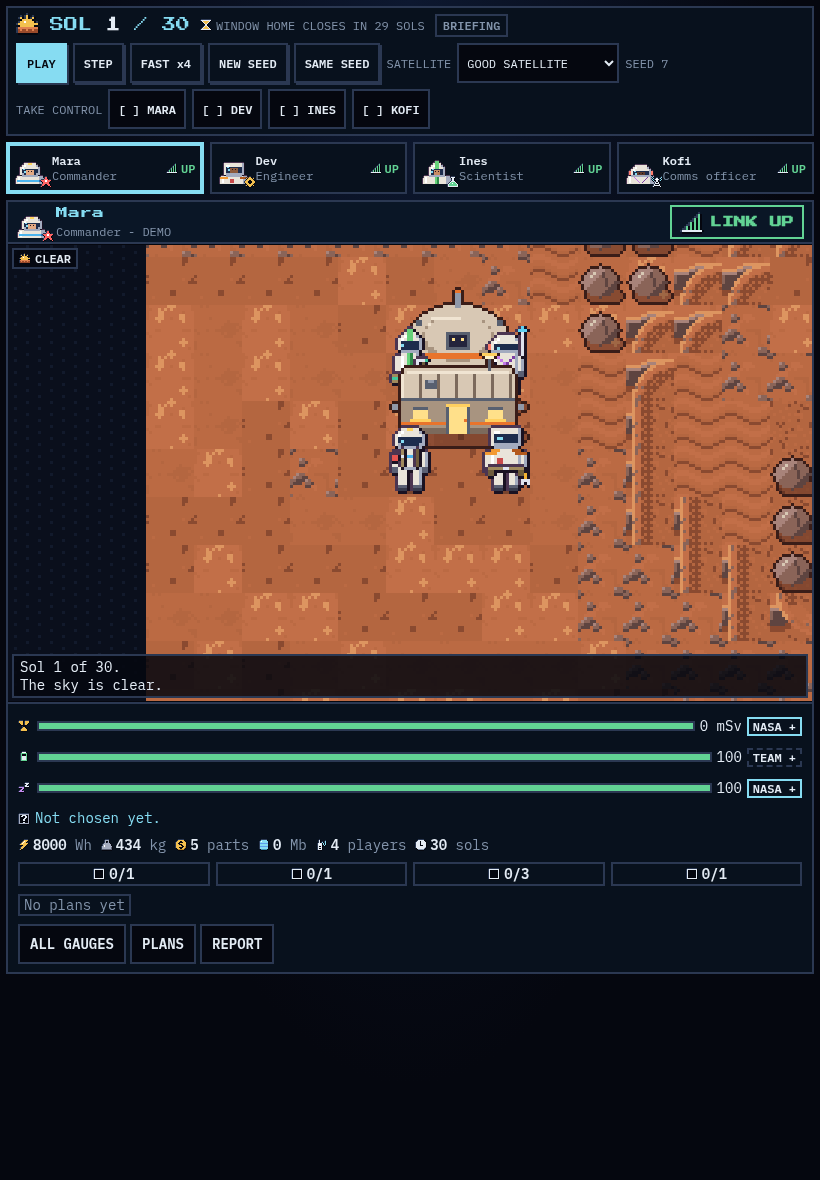 SOL 1 / 30 WINDOW HOME CLOSES IN 29 SOLS BRIEFING
PLAY STEP FAST x4 NEW SEED SAME SEED SATELLITE GOOD SATELLITE SEED 7
TAKE CONTROL [ ] MARA [ ] DEV [ ] INES [ ] KOFI
Mara
Commander
UP
Dev
Engineer
UP
Ines
Scientist
UP
Kofi
Comms officer
UP
Mara
Commander - DEMO
LINK UP
CLEAR
Sol 1 of 30.
The sky is clear.
0 mSv NASA +
100 TEAM +
100 NASA +
Not chosen yet.
8000 Wh 434 kg 5 parts 0 Mb 4 players 30 sols
0/1 0/1 0/3 0/1
No plans yet
ALL GAUGES PLANS REPORT